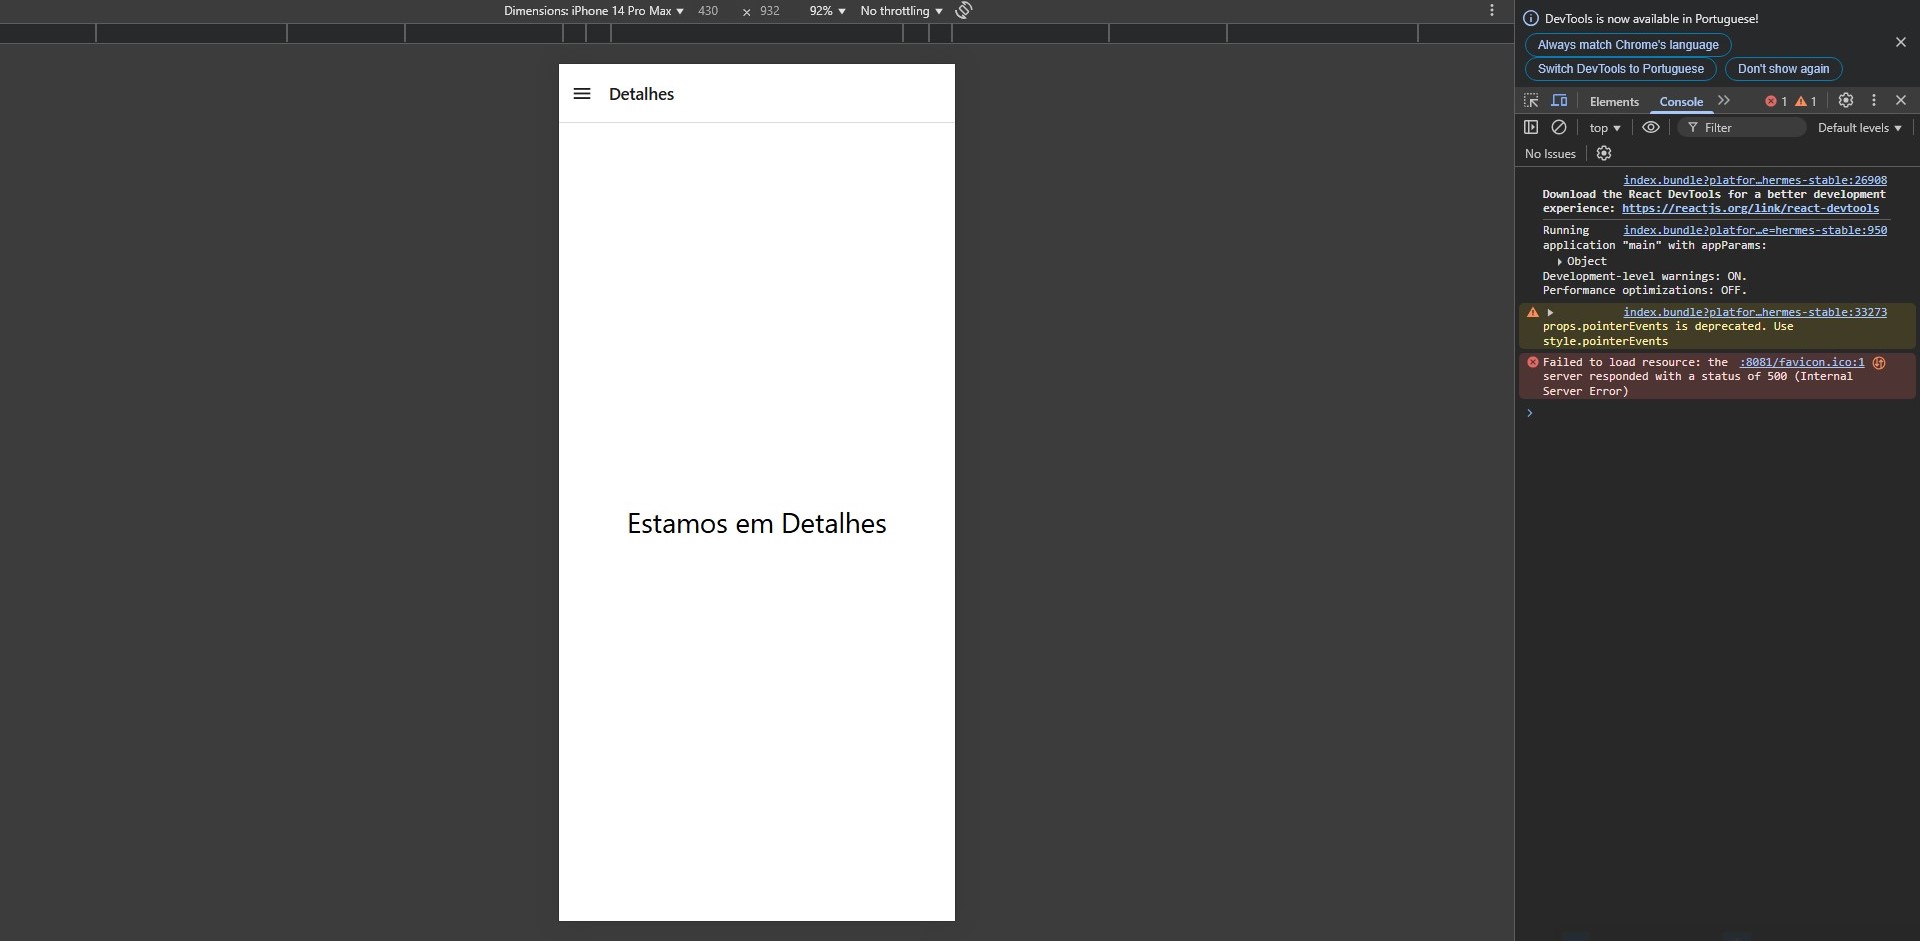 Dimensions: iPhone 14 Pro Max 430 × 932 92% No throttling
Detalhes
Estamos em Detalhes
DevTools is now available in Portuguese!
Always match Chrome's language
Switch DevTools to Portuguese Don't show again
Elements Console 1 1
top Filter Default levels
No Issues
index.bundle?platfor…hermes-stable:26908
Download the React DevTools for a better development
experience: https://reactjs.org/link/react-devtools
Running index.bundle?platfor…e=hermes-stable:950
application "main" with appParams:
Object
Development-level warnings: ON.
Performance optimizations: OFF.
index.bundle?platfor…hermes-stable:33273
props.pointerEvents is deprecated. Use
style.pointerEvents
Failed to load resource: the :8081/favicon.ico:1
server responded with a status of 500 (Internal
Server Error)